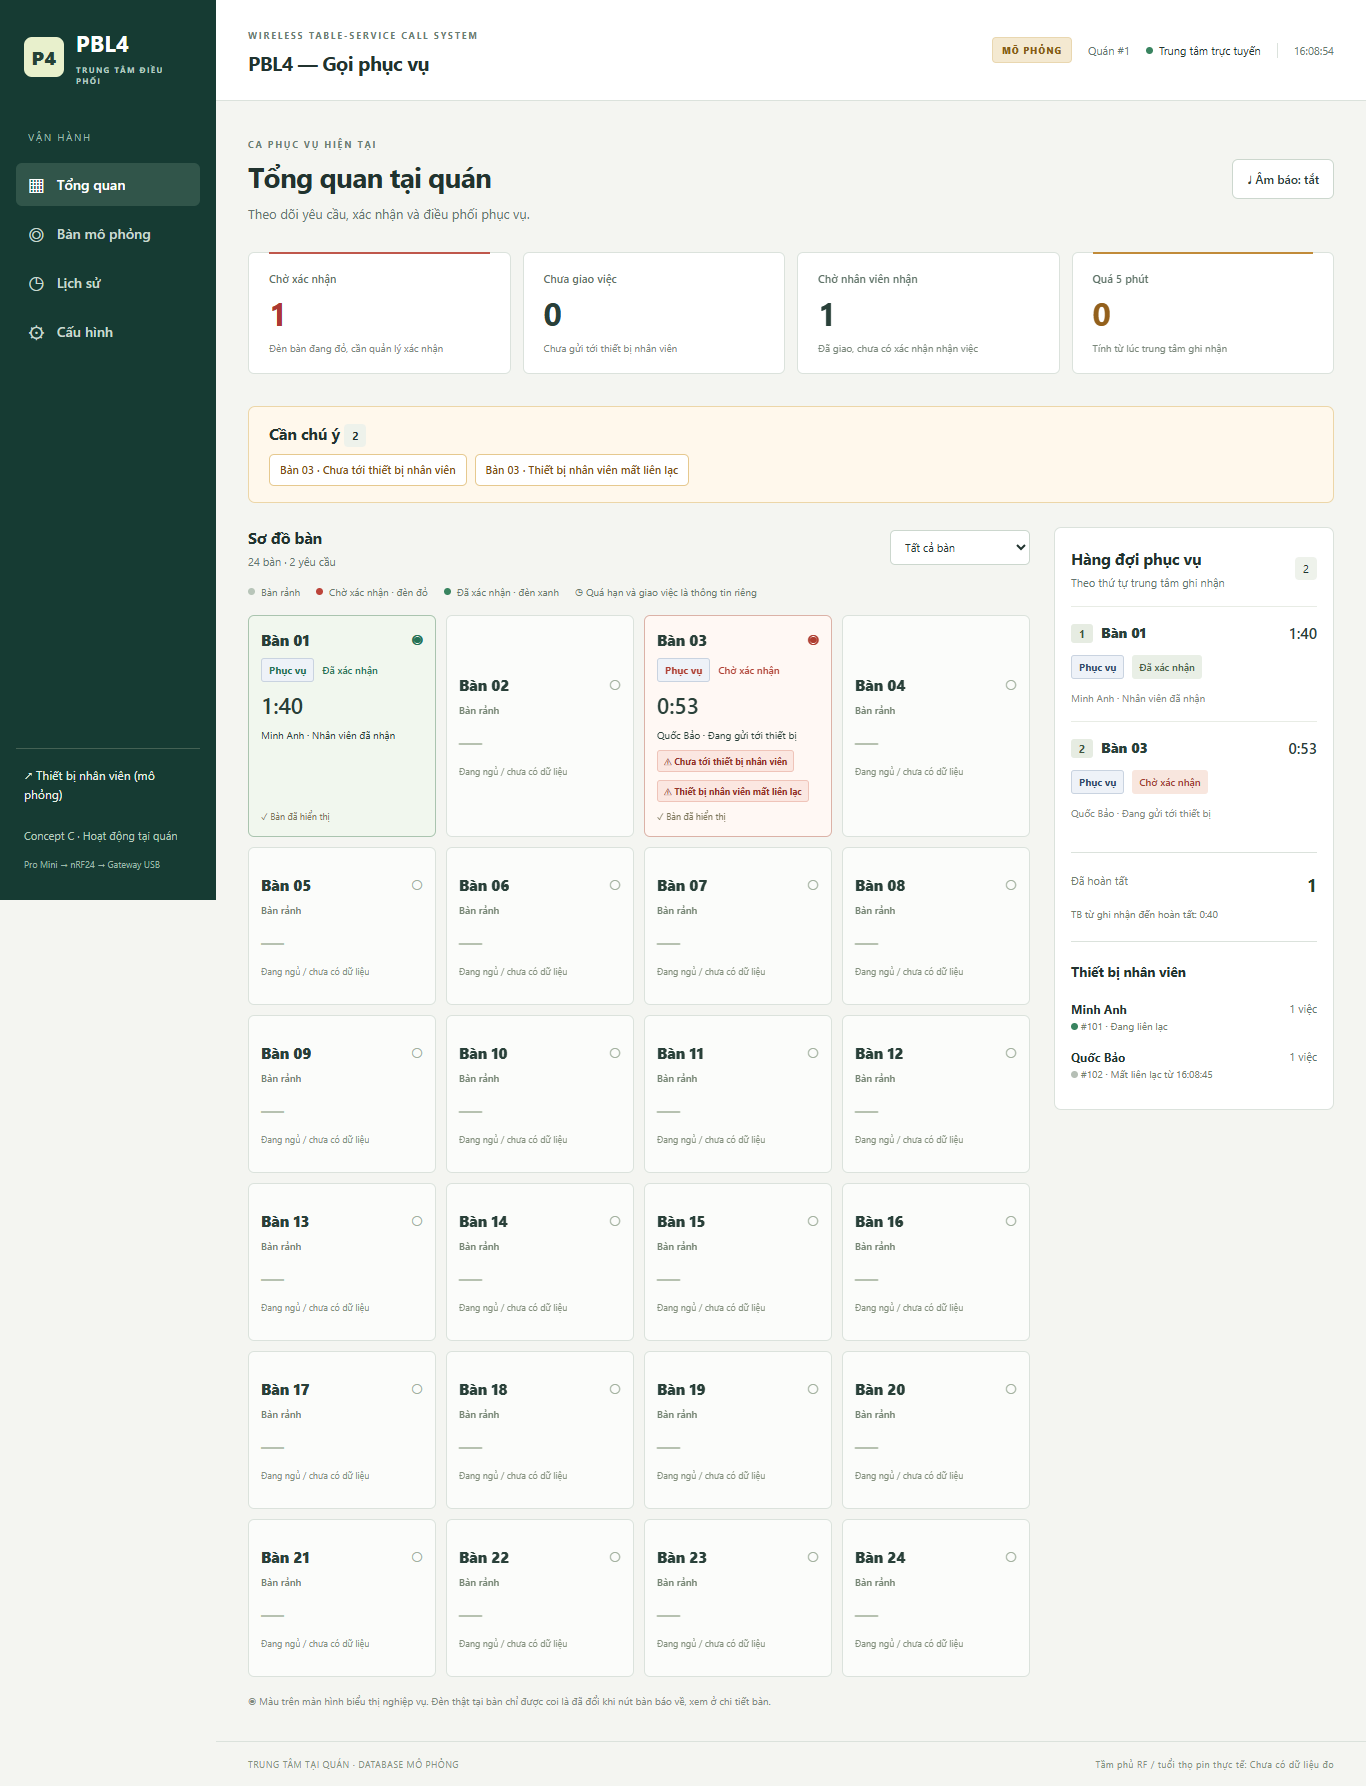 P4
PBL4
TRUNG TÂM ĐIỀU
PHỐI
VẬN HÀNH
Tổng quan
Bàn mô phỏng
Lịch sử
Cấu hình
↗ Thiết bị nhân viên (mô
phỏng)
Concept C · Hoạt động tại quán
Pro Mini → nRF24 → Gateway USB
WIRELESS TABLE-SERVICE CALL SYSTEM
PBL4 — Gọi phục vụ
MÔ PHỎNG
Quán #1
Trung tâm trực tuyến
16:08:54
CA PHỤC VỤ HIỆN TẠI
Tổng quan tại quán
Theo dõi yêu cầu, xác nhận và điều phối phục vụ.
♩ Âm báo: tắt
Chờ xác nhận
1
Đèn bàn đang đỏ, cần quản lý xác nhận
Chưa giao việc
0
Chưa gửi tới thiết bị nhân viên
Chờ nhân viên nhận
1
Đã giao, chưa có xác nhận nhận việc
Quá 5 phút
0
Tính từ lúc trung tâm ghi nhận
Cần chú ý 2
Bàn 03 · Chưa tới thiết bị nhân viên
Bàn 03 · Thiết bị nhân viên mất liên lạc
Sơ đồ bàn
24 bàn · 2 yêu cầu
Tất cả bàn
Bàn rảnh
Chờ xác nhận · đèn đỏ
Đã xác nhận · đèn xanh
◷ Quá hạn và giao việc là thông tin riêng
Bàn 01
Phục vụ Đã xác nhận
1:40
Minh Anh · Nhân viên đã nhận
✓ Bàn đã hiển thị
Bàn 02
Bàn rảnh
—
Đang ngủ / chưa có dữ liệu
Bàn 03
Phục vụ Chờ xác nhận
0:53
Quốc Bảo · Đang gửi tới thiết bị
⚠ Chưa tới thiết bị nhân viên
⚠ Thiết bị nhân viên mất liên lạc
✓ Bàn đã hiển thị
Bàn 04
Bàn rảnh
—
Đang ngủ / chưa có dữ liệu
Bàn 05
Bàn rảnh
—
Đang ngủ / chưa có dữ liệu
Bàn 06
Bàn rảnh
—
Đang ngủ / chưa có dữ liệu
Bàn 07
Bàn rảnh
—
Đang ngủ / chưa có dữ liệu
Bàn 08
Bàn rảnh
—
Đang ngủ / chưa có dữ liệu
Bàn 09
Bàn rảnh
—
Đang ngủ / chưa có dữ liệu
Bàn 10
Bàn rảnh
—
Đang ngủ / chưa có dữ liệu
Bàn 11
Bàn rảnh
—
Đang ngủ / chưa có dữ liệu
Bàn 12
Bàn rảnh
—
Đang ngủ / chưa có dữ liệu
Bàn 13
Bàn rảnh
—
Đang ngủ / chưa có dữ liệu
Bàn 14
Bàn rảnh
—
Đang ngủ / chưa có dữ liệu
Bàn 15
Bàn rảnh
—
Đang ngủ / chưa có dữ liệu
Bàn 16
Bàn rảnh
—
Đang ngủ / chưa có dữ liệu
Bàn 17
Bàn rảnh
—
Đang ngủ / chưa có dữ liệu
Bàn 18
Bàn rảnh
—
Đang ngủ / chưa có dữ liệu
Bàn 19
Bàn rảnh
—
Đang ngủ / chưa có dữ liệu
Bàn 20
Bàn rảnh
—
Đang ngủ / chưa có dữ liệu
Bàn 21
Bàn rảnh
—
Đang ngủ / chưa có dữ liệu
Bàn 22
Bàn rảnh
—
Đang ngủ / chưa có dữ liệu
Bàn 23
Bàn rảnh
—
Đang ngủ / chưa có dữ liệu
Bàn 24
Bàn rảnh
—
Đang ngủ / chưa có dữ liệu
◉ Màu trên màn hình biểu thị nghiệp vụ. Đèn thật tại bàn chỉ được coi là đã đổi khi nút bàn báo về, xem ở chi tiết bàn.
Hàng đợi phục vụ
Theo thứ tự trung tâm ghi nhận
2
1 Bàn 01 1:40
Phục vụ Đã xác nhận
Minh Anh · Nhân viên đã nhận
2 Bàn 03 0:53
Phục vụ Chờ xác nhận
Quốc Bảo · Đang gửi tới thiết bị
Đã hoàn tất 1
TB từ ghi nhận đến hoàn tất: 0:40
Thiết bị nhân viên
Minh Anh 1 việc
#101 · Đang liên lạc
Quốc Bảo 1 việc
#102 · Mất liên lạc từ 16:08:45
TRUNG TÂM TẠI QUÁN · DATABASE MÔ PHỎNG
Tầm phủ RF / tuổi thọ pin thực tế: Chưa có dữ liệu đo